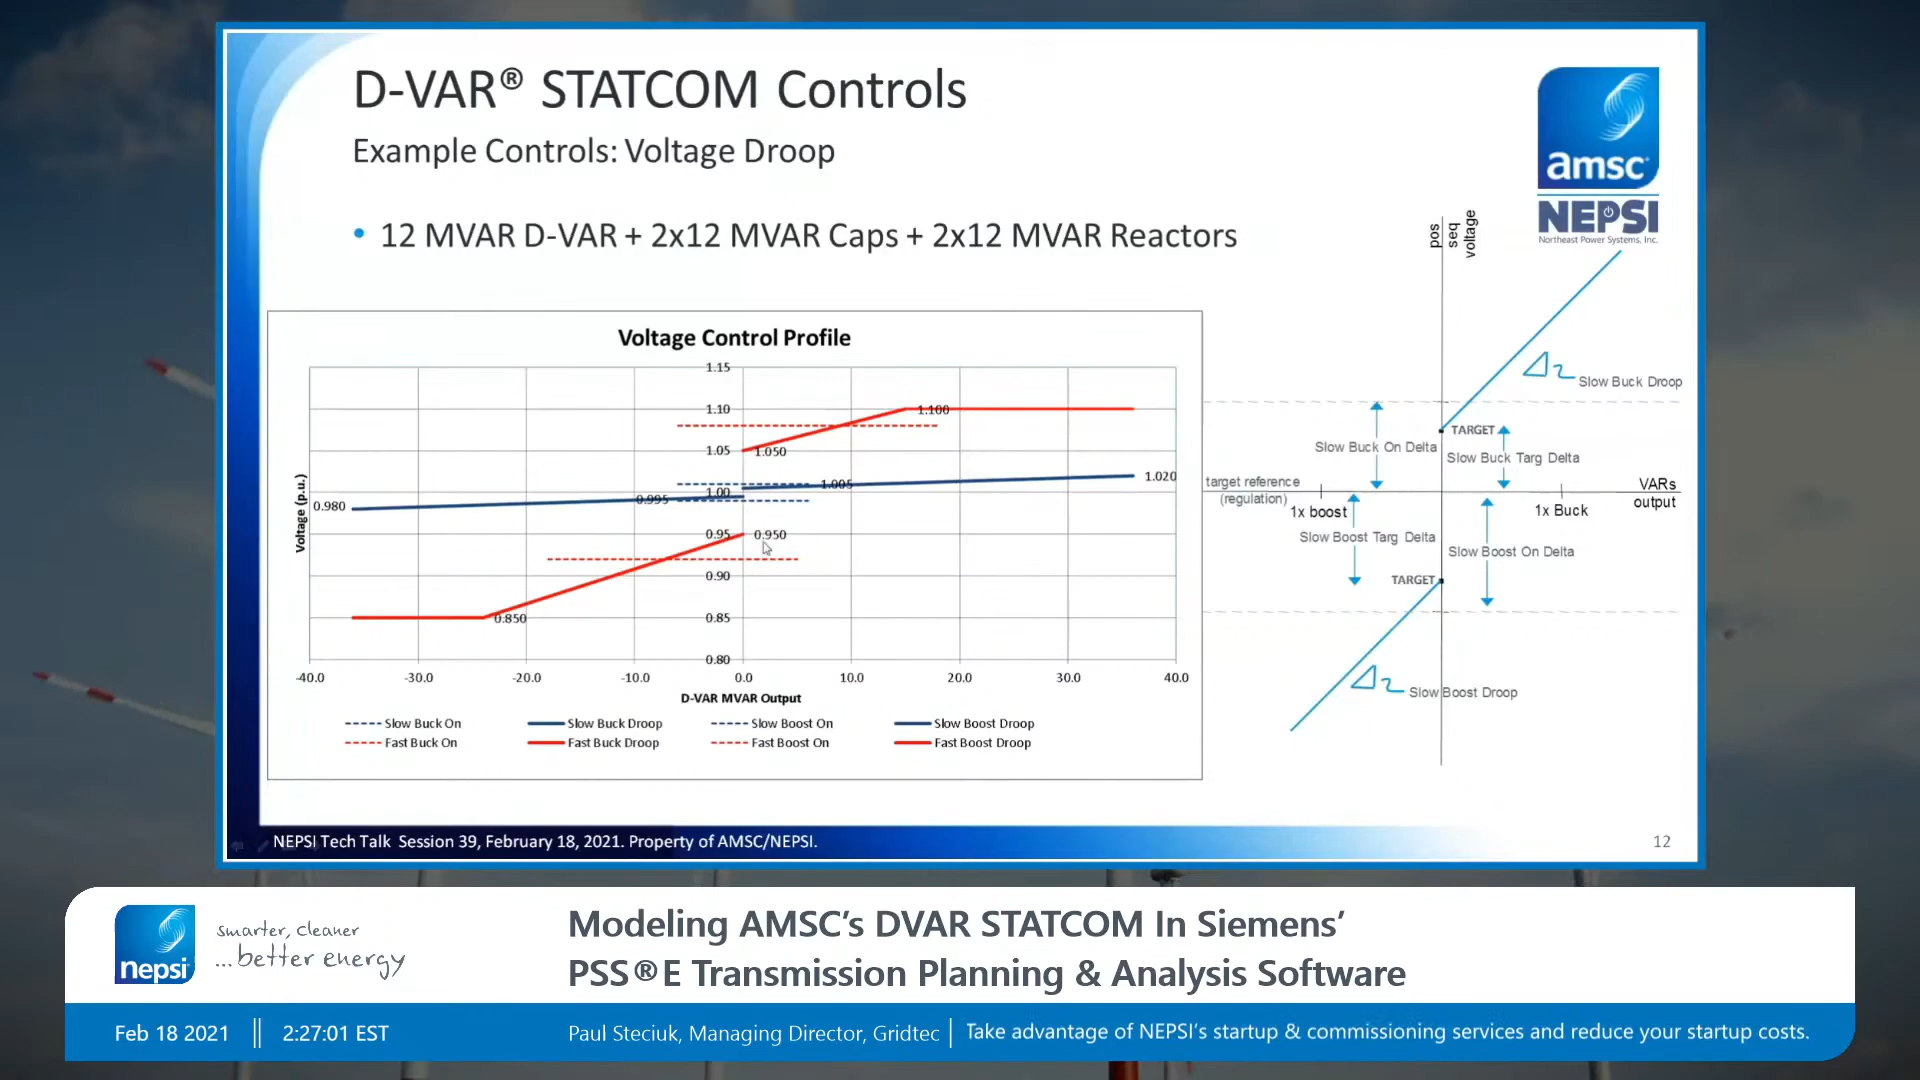 D-VAR® STATCOM Controls
Example Controls: Voltage Droop
amsc
NEPSI
Northeast Power Systems, Inc.
• 12 MVAR D-VAR + 2x12 MVAR Caps + 2x12 MVAR Reactors
Voltage Control Profile
Voltage (p.u.)
1.15
1.10
1.05
1.00
0.95
0.90
0.85
0.80
1.100
1.050
1.020
1.005
0.995
0.980
0.950
0.850
-40.0 -30.0 -20.0 -10.0 0.0 10.0 20.0 30.0 40.0
D-VAR MVAR Output
Slow Buck On Slow Buck Droop Slow Boost On Slow Boost Droop
Fast Buck On Fast Buck Droop Fast Boost On Fast Boost Droop
pos
seq
voltage
Slow Buck Droop
TARGET
Slow Buck On Delta
Slow Buck Targ Delta
target reference
(regulation)
VARs
output
1x boost
1x Buck
Slow Boost Targ Delta
Slow Boost On Delta
TARGET
Slow Boost Droop
NEPSI Tech Talk Session 39, February 18, 2021. Property of AMSC/NEPSI.
12
nepsi
smarter, cleaner
...better energy
Modeling AMSC’s DVAR STATCOM In Siemens’
PSS®E Transmission Planning & Analysis Software
Feb 18 2021 || 2:27:01 EST
Paul Steciuk, Managing Director, Gridtec | Take advantage of NEPSI’s startup & commissioning services and reduce your startup costs.